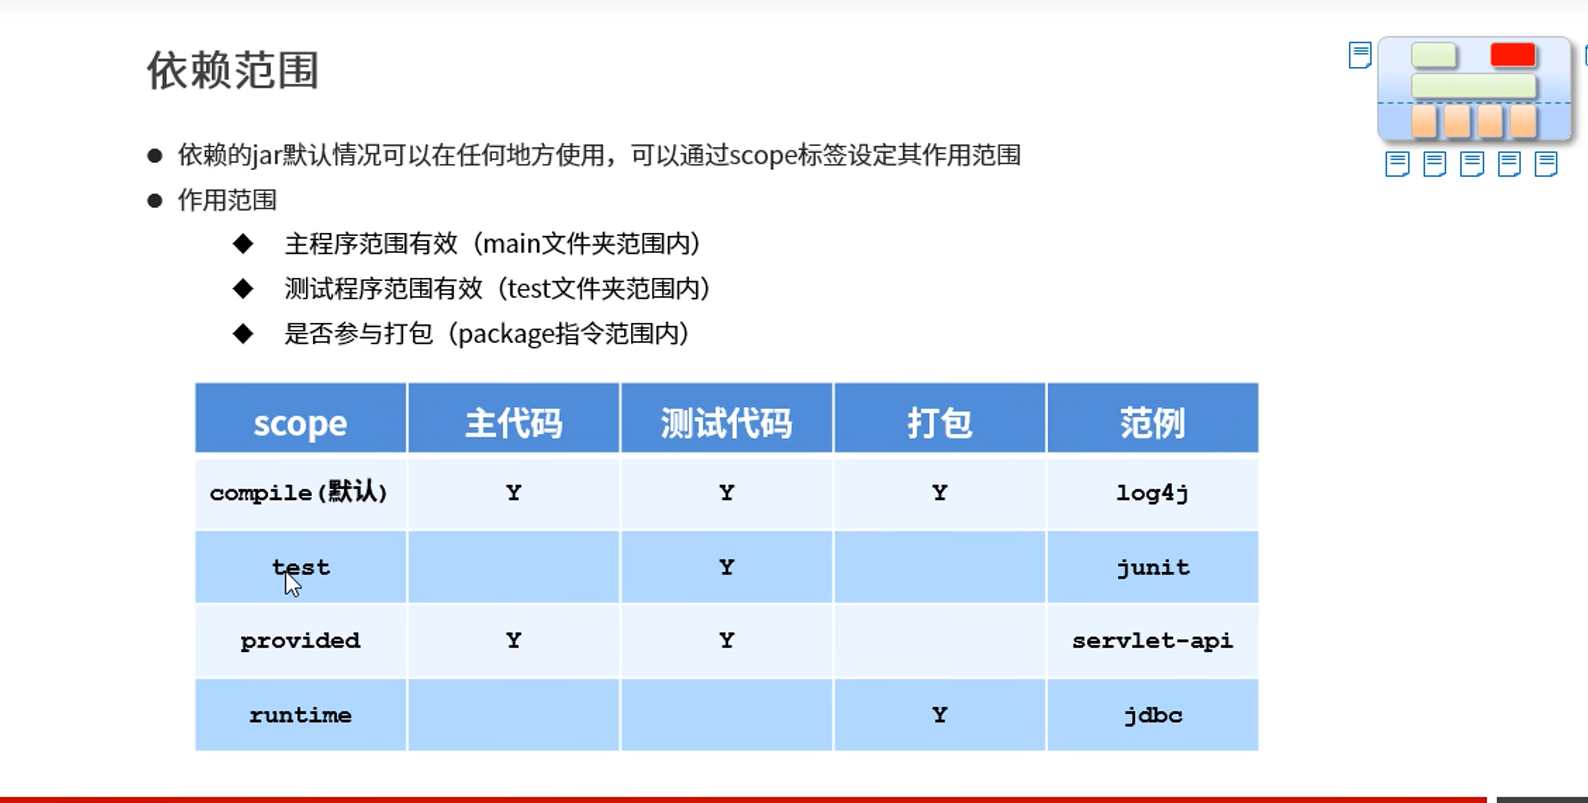 依赖范围
依赖的jar默认情况可以在任何地方使用，可以通过scope标签设定其作用范围
作用范围
主程序范围有效（main文件夹范围内）
测试程序范围有效（test文件夹范围内）
是否参与打包（package指令范围内）
scope 主代码 测试代码 打包 范例
compile(默认) Y Y Y log4j
test Y junit
provided Y Y servlet-api
runtime Y jdbc